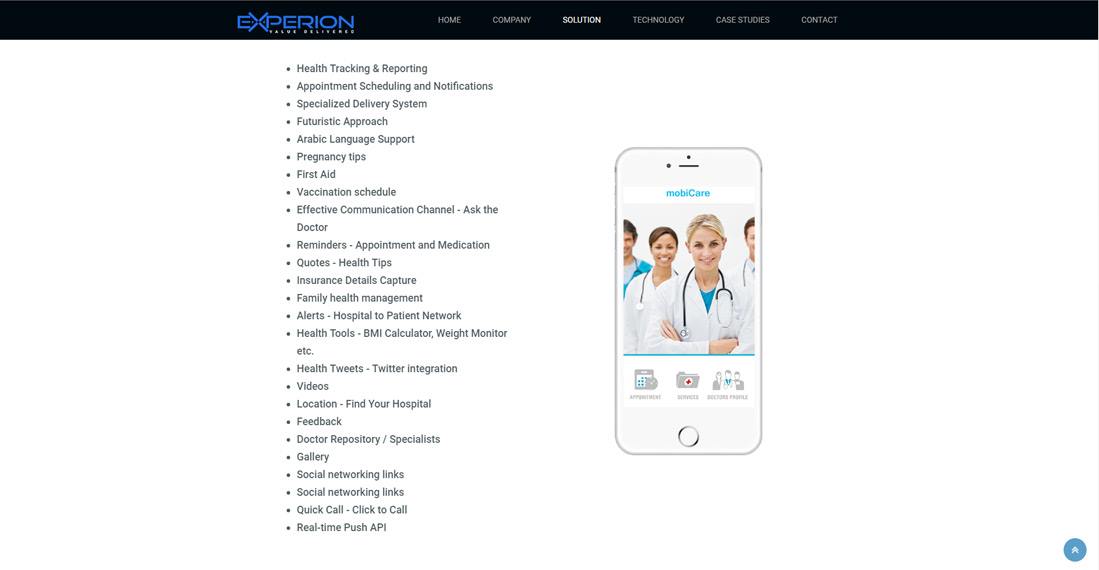 EXPERION
VALUE DELIVERED
HOME COMPANY SOLUTION TECHNOLOGY CASE STUDIES CONTACT
Health Tracking & Reporting
Appointment Scheduling and Notifications
Specialized Delivery System
Futuristic Approach
Arabic Language Support
Pregnancy tips
First Aid
Vaccination schedule
Effective Communication Channel - Ask the
Doctor
Reminders - Appointment and Medication
Quotes - Health Tips
Insurance Details Capture
Family health management
Alerts - Hospital to Patient Network
Health Tools - BMI Calculator, Weight Monitor
etc.
Health Tweets - Twitter integration
Videos
Location - Find Your Hospital
Feedback
Doctor Repository / Specialists
Gallery
Social networking links
Social networking links
Quick Call - Click to Call
Real-time Push API
mobiCare
APPOINTMENT SERVICES DOCTORS PROFILE